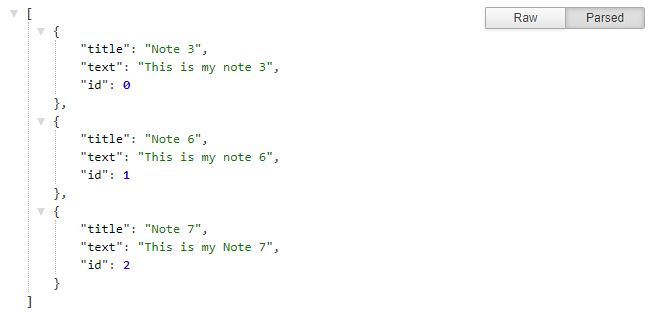 [
Raw Parsed
{
"title": "Note 3",
"text": "This is my note 3",
"id": 0
},
{
"title": "Note 6",
"text": "This is my note 6",
"id": 1
},
{
"title": "Note 7",
"text": "This is my Note 7",
"id": 2
}
]